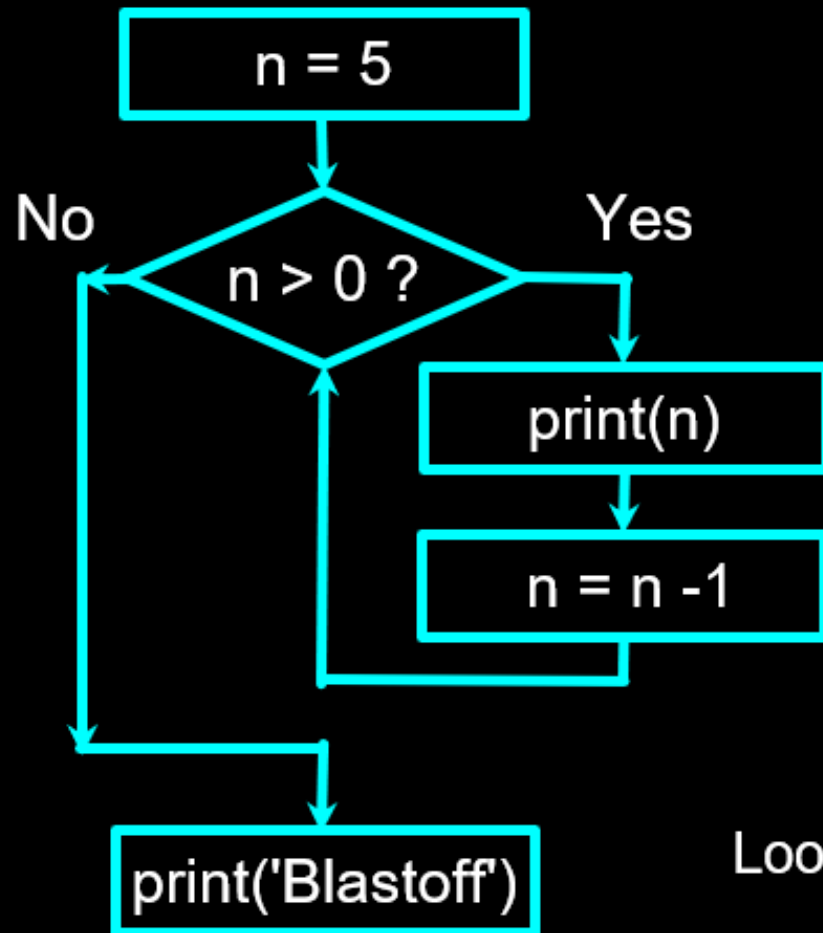 n = 5
No
Yes
n > 0 ?
print(n)
n = n -1
print('Blastoff')